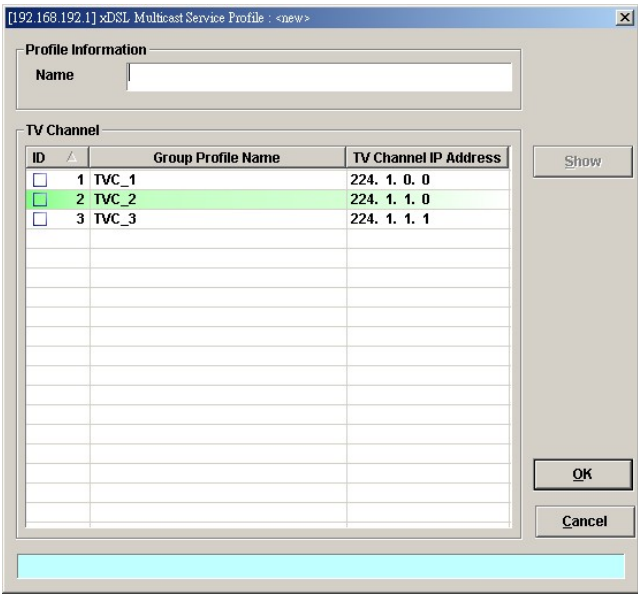 [192.168.192.1] xDSL Multicast Service Profile : <new>
Profile Information
Name
TV Channel
ID Group Profile Name TV Channel IP Address
1 TVC_1 224. 1. 0. 0
2 TVC_2 224. 1. 1. 0
3 TVC_3 224. 1. 1. 1
Show
OK
Cancel